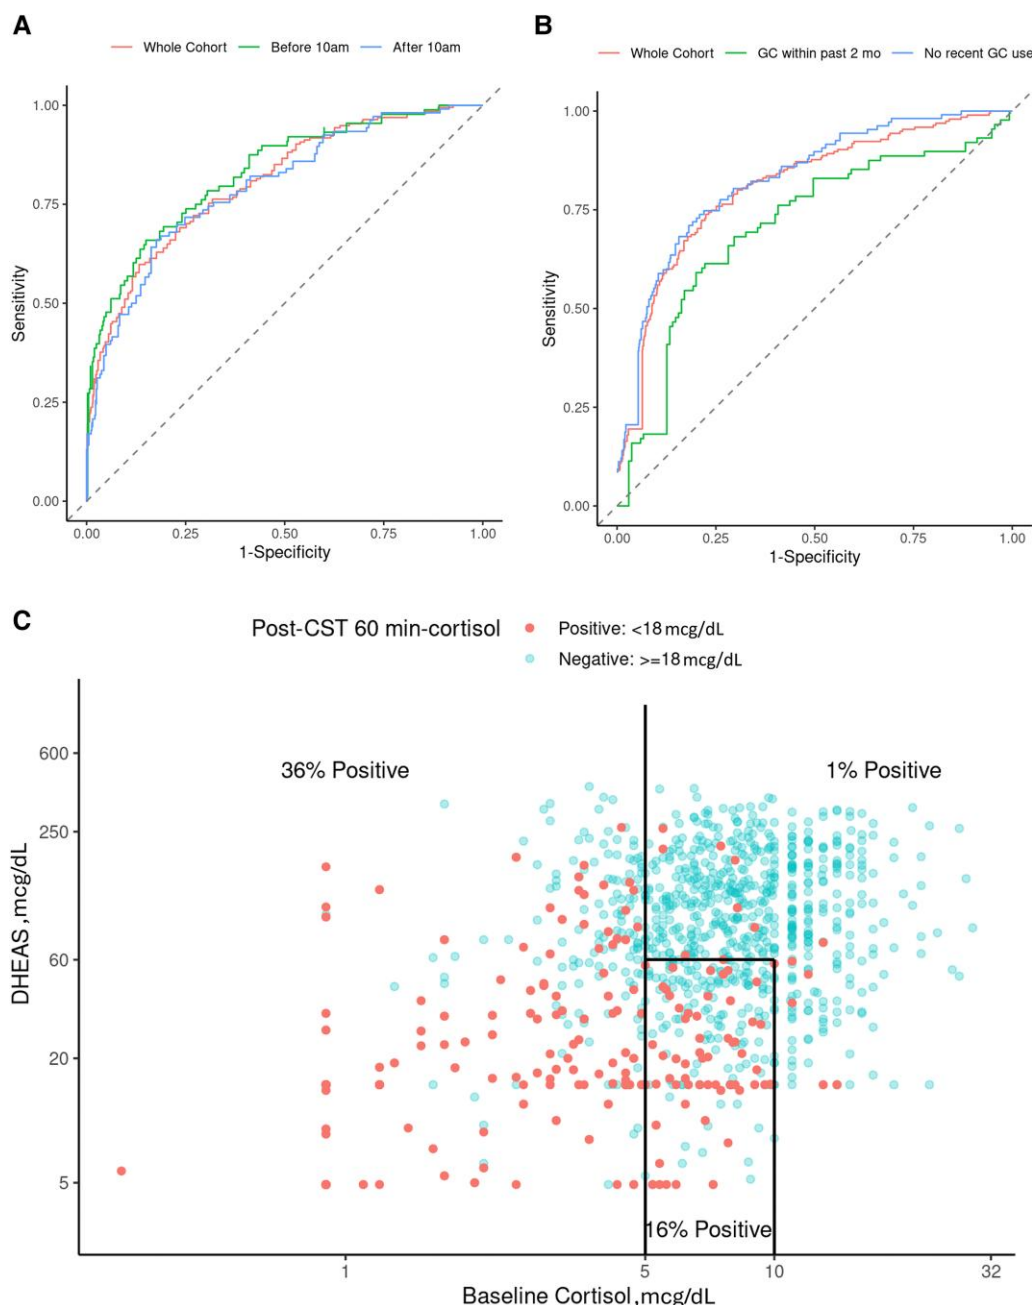 A
Whole Cohort Before 10am After 10am
1.00
0.75
0.50
0.25
0.00
Sensitivity
0.00 0.25 0.50 0.75 1.00
1-Specificity
B
Whole Cohort GC within past 2 mo No recent GC use
1.00
0.75
0.50
0.25
0.00
Sensitivity
0.00 0.25 0.50 0.75 1.00
1-Specificity
C
Post-CST 60 min-cortisol
Positive: <18 mcg/dL
Negative: >=18 mcg/dL
36% Positive
1% Positive
16% Positive
600
250
60
20
5
DHEAS,mcg/dL
1 5 10 32
Baseline Cortisol,mcg/dL